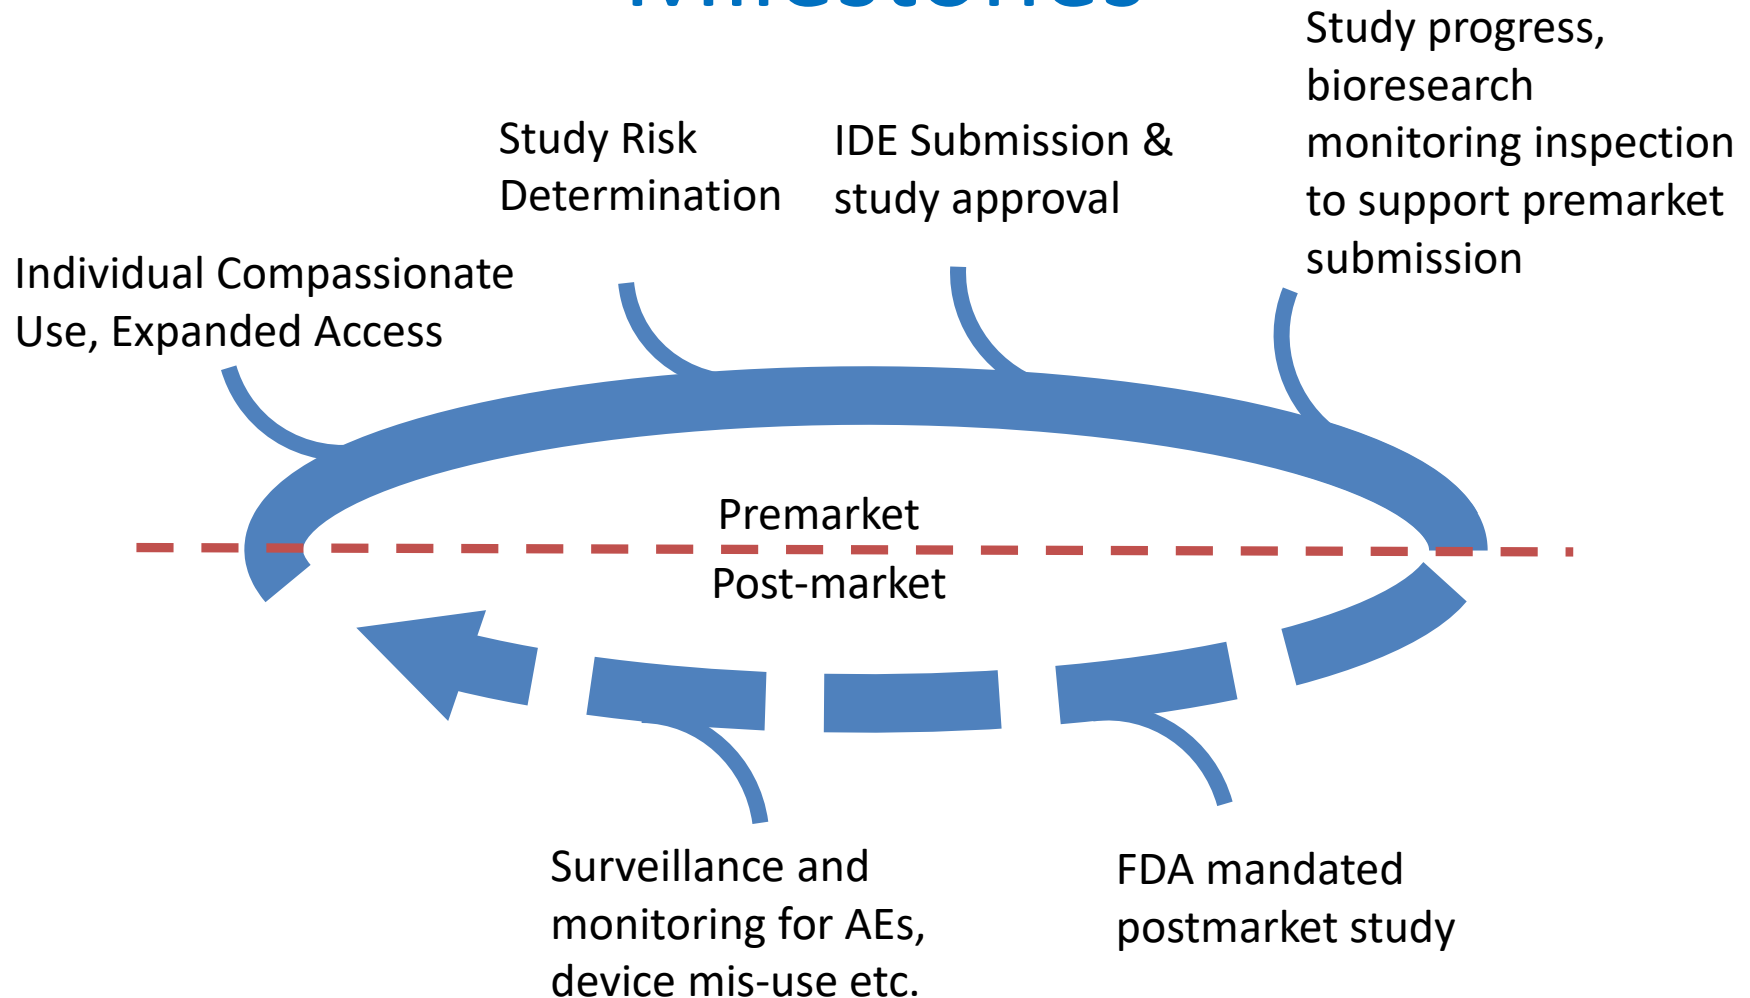 Milestones
Study progress,
bioresearch
monitoring inspection
to support premarket
submission
Study Risk
Determination
IDE Submission &
study approval
Individual Compassionate
Use, Expanded Access
Premarket
Post-market
Surveillance and
monitoring for AEs,
device mis-use etc.
FDA mandated
postmarket study